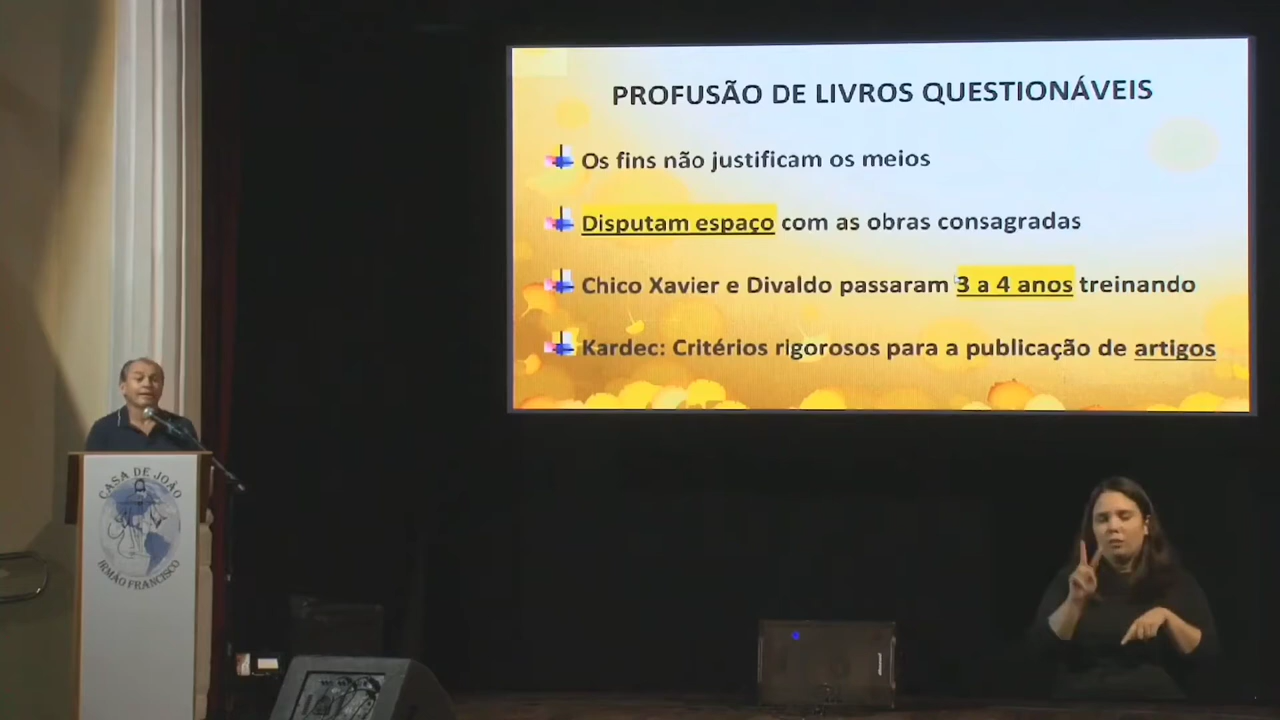 PROFUSÃO DE LIVROS QUESTIONÁVEIS
Os fins não justificam os meios
Disputam espaço com as obras consagradas
Chico Xavier e Divaldo passaram 3 a 4 anos treinando
Kardec: Critérios rigorosos para a publicação de artigos
CASA DE JOÃO
IRMÃO FRANCISCO